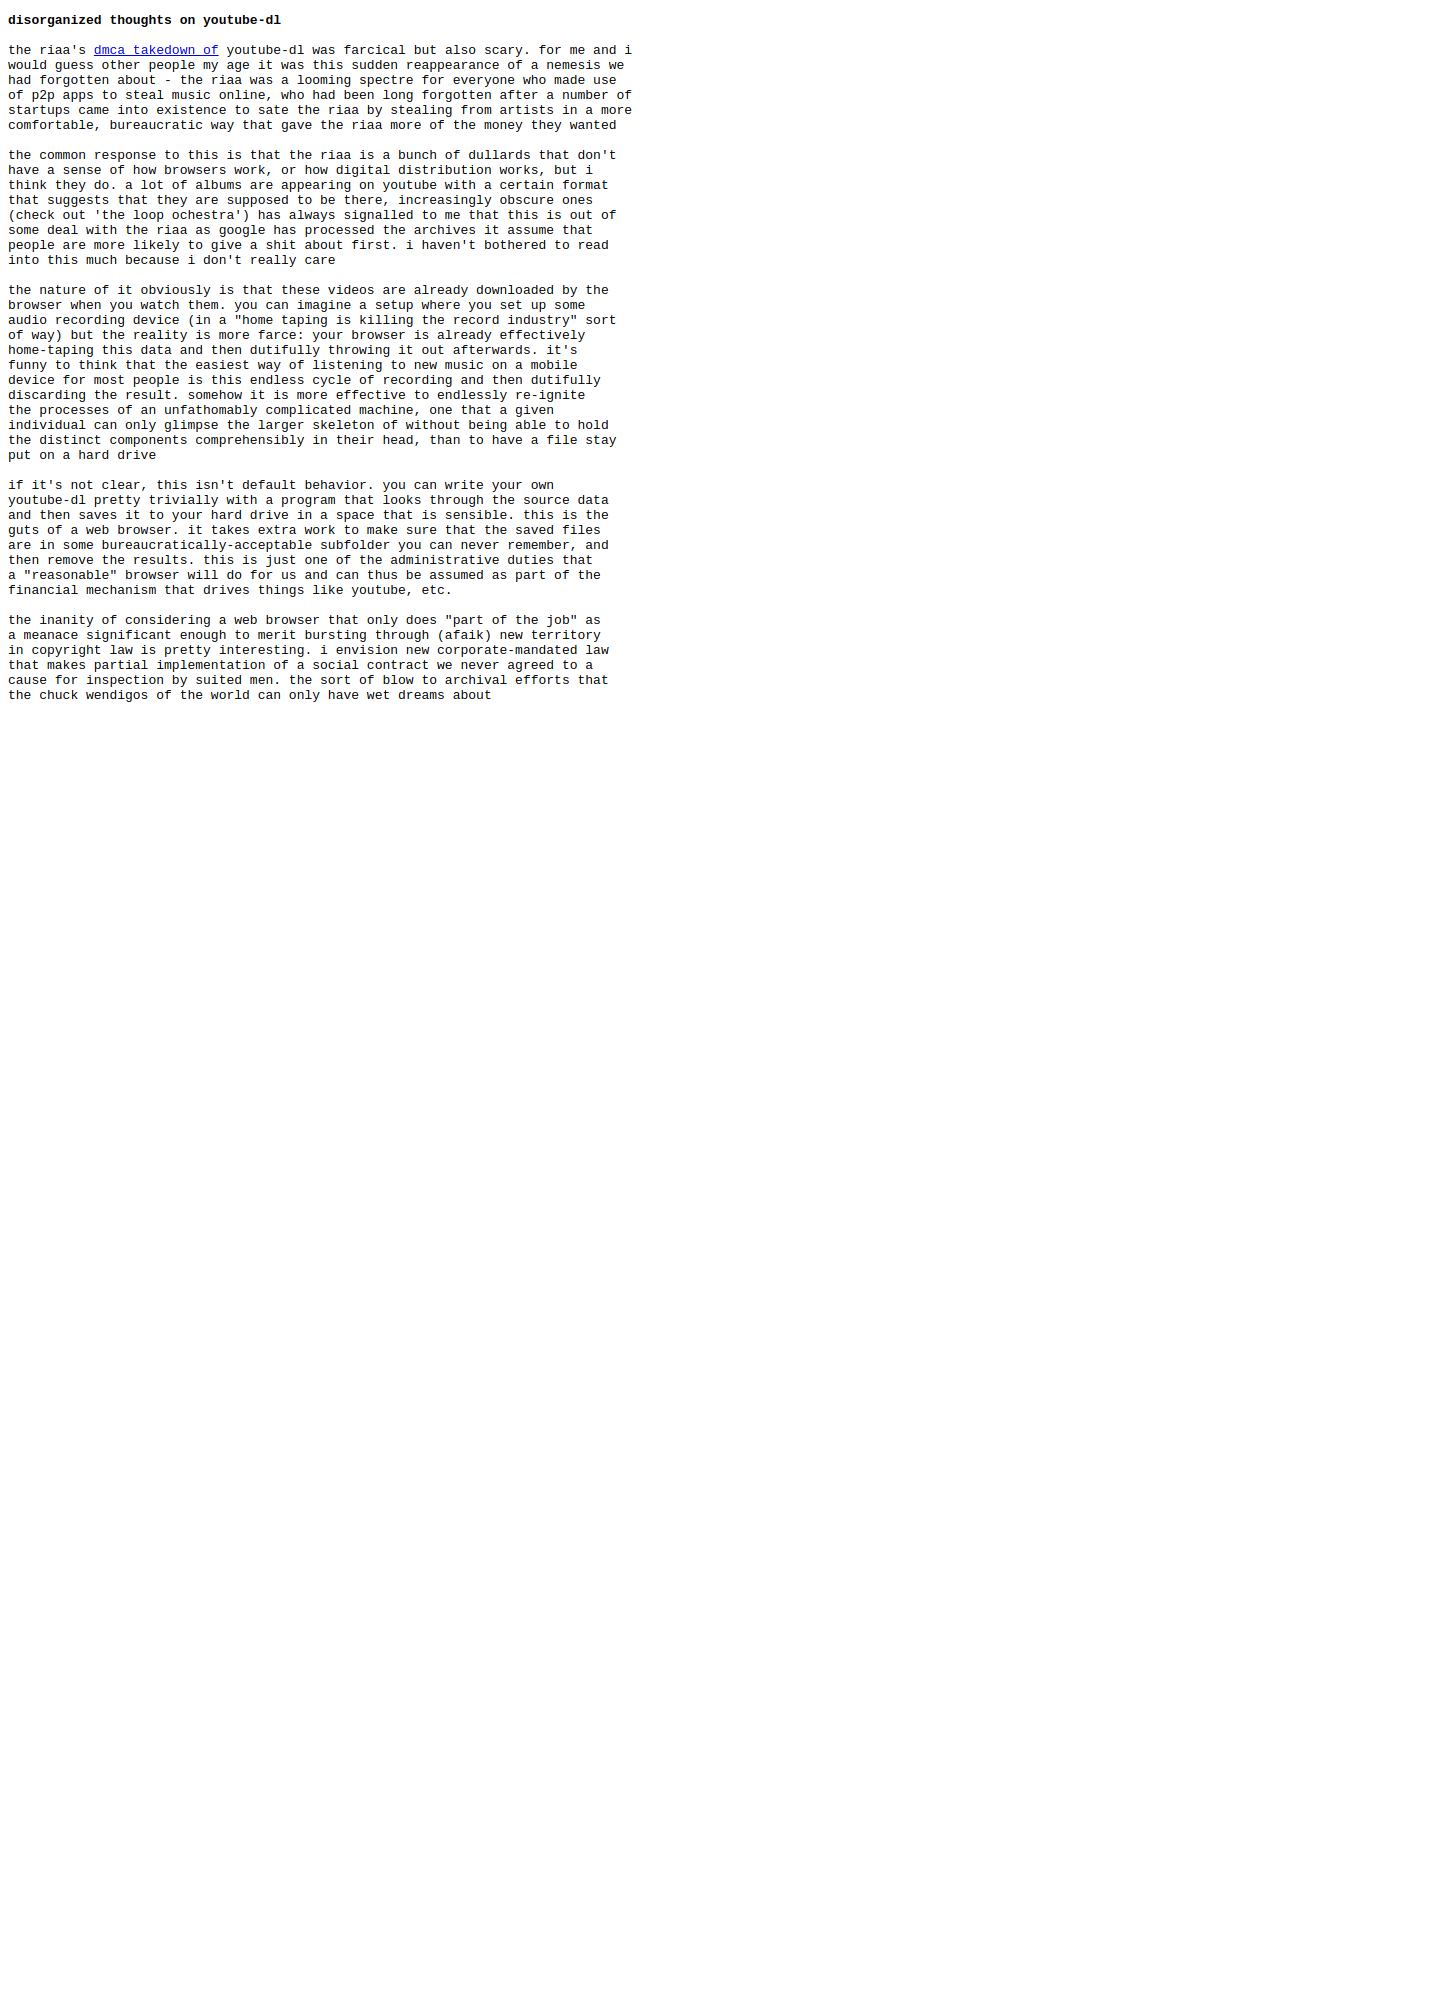 disorganized thoughts on youtube-dl
the riaa's dmca takedown of youtube-dl was farcical but also scary. for me and i
would guess other people my age it was this sudden reappearance of a nemesis we
had forgotten about - the riaa was a looming spectre for everyone who made use
of p2p apps to steal music online, who had been long forgotten after a number of
startups came into existence to sate the riaa by stealing from artists in a more
comfortable, bureaucratic way that gave the riaa more of the money they wanted
the common response to this is that the riaa is a bunch of dullards that don't
have a sense of how browsers work, or how digital distribution works, but i
think they do. a lot of albums are appearing on youtube with a certain format
that suggests that they are supposed to be there, increasingly obscure ones
(check out 'the loop ochestra') has always signalled to me that this is out of
some deal with the riaa as google has processed the archives it assume that
people are more likely to give a shit about first. i haven't bothered to read
into this much because i don't really care
the nature of it obviously is that these videos are already downloaded by the
browser when you watch them. you can imagine a setup where you set up some
audio recording device (in a "home taping is killing the record industry" sort
of way) but the reality is more farce: your browser is already effectively
home-taping this data and then dutifully throwing it out afterwards. it's
funny to think that the easiest way of listening to new music on a mobile
device for most people is this endless cycle of recording and then dutifully
discarding the result. somehow it is more effective to endlessly re-ignite
the processes of an unfathomably complicated machine, one that a given
individual can only glimpse the larger skeleton of without being able to hold
the distinct components comprehensibly in their head, than to have a file stay
put on a hard drive
if it's not clear, this isn't default behavior. you can write your own
youtube-dl pretty trivially with a program that looks through the source data
and then saves it to your hard drive in a space that is sensible. this is the
guts of a web browser. it takes extra work to make sure that the saved files
are in some bureaucratically-acceptable subfolder you can never remember, and
then remove the results. this is just one of the administrative duties that
a "reasonable" browser will do for us and can thus be assumed as part of the
financial mechanism that drives things like youtube, etc.
the inanity of considering a web browser that only does "part of the job" as
a meanace significant enough to merit bursting through (afaik) new territory
in copyright law is pretty interesting. i envision new corporate-mandated law
that makes partial implementation of a social contract we never agreed to a
cause for inspection by suited men. the sort of blow to archival efforts that
the chuck wendigos of the world can only have wet dreams about